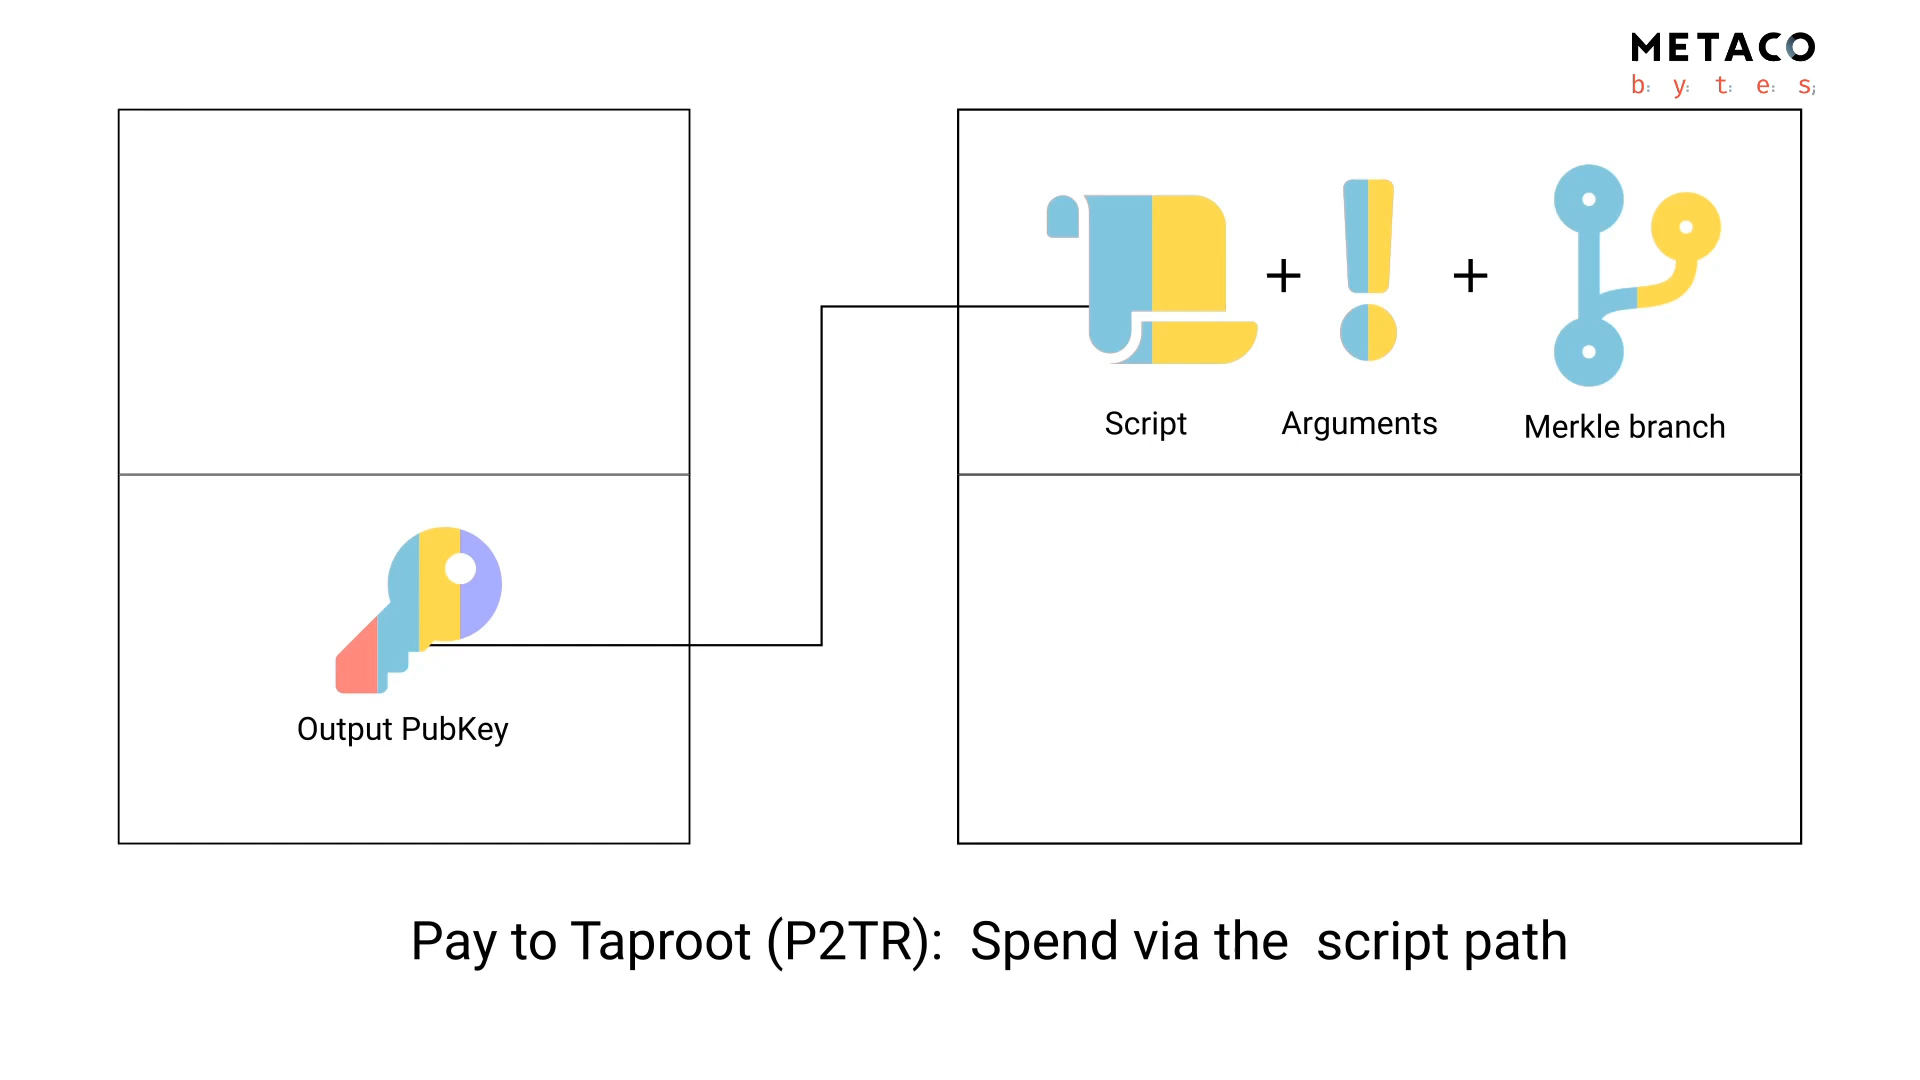 METACO
b: y: t: e: s;
+ +
Script Arguments Merkle branch
Output PubKey
Pay to Taproot (P2TR): Spend via the script path